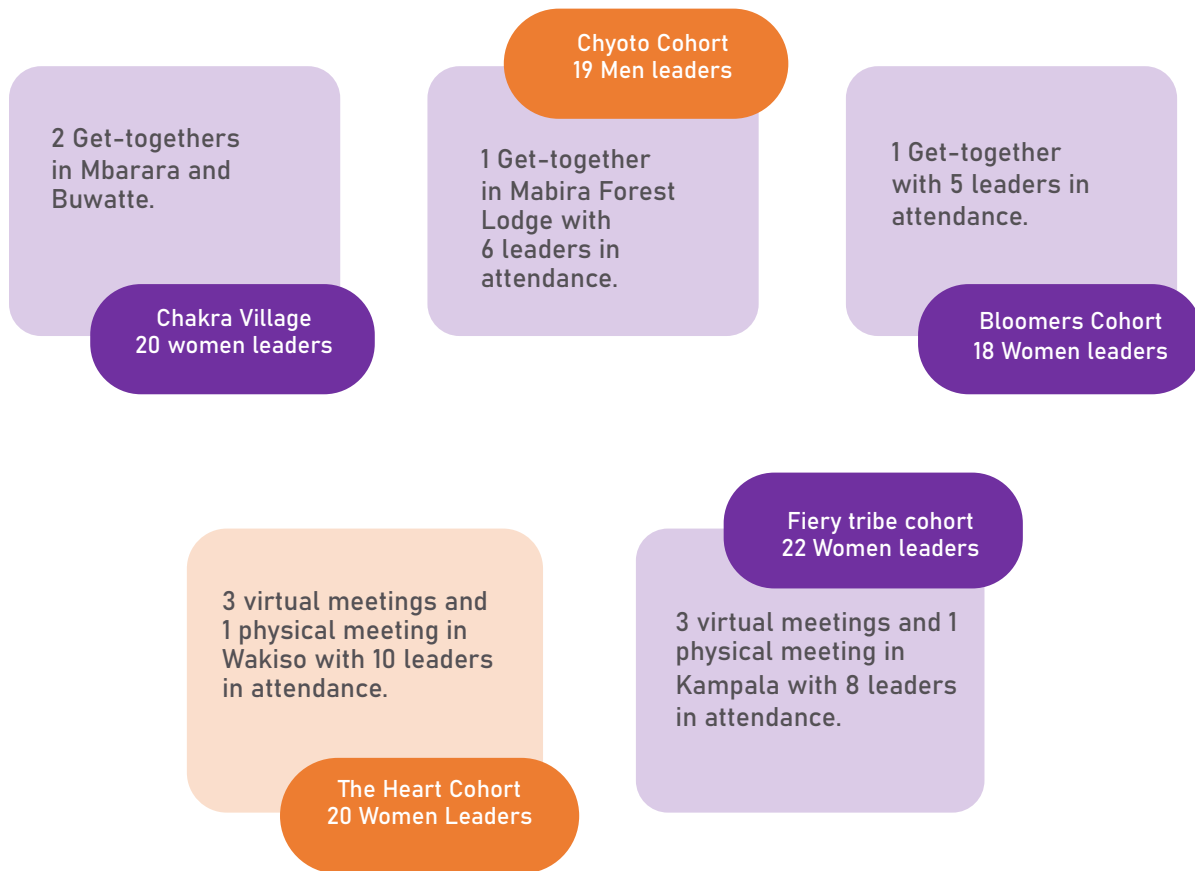 2 Get-togethers
in Mbarara and
Buwatte.
Chakra Village
20 women leaders
Chyoto Cohort
19 Men leaders
1 Get-together
in Mabira Forest
Lodge with
6 leaders in
attendance.
1 Get-together
with 5 leaders in
attendance.
Bloomers Cohort
18 Women leaders
3 virtual meetings and
1 physical meeting in
Wakiso with 10 leaders
in attendance.
The Heart Cohort
20 Women Leaders
Fiery tribe cohort
22 Women leaders
3 virtual meetings and 1
physical meeting in
Kampala with 8 leaders
in attendance.